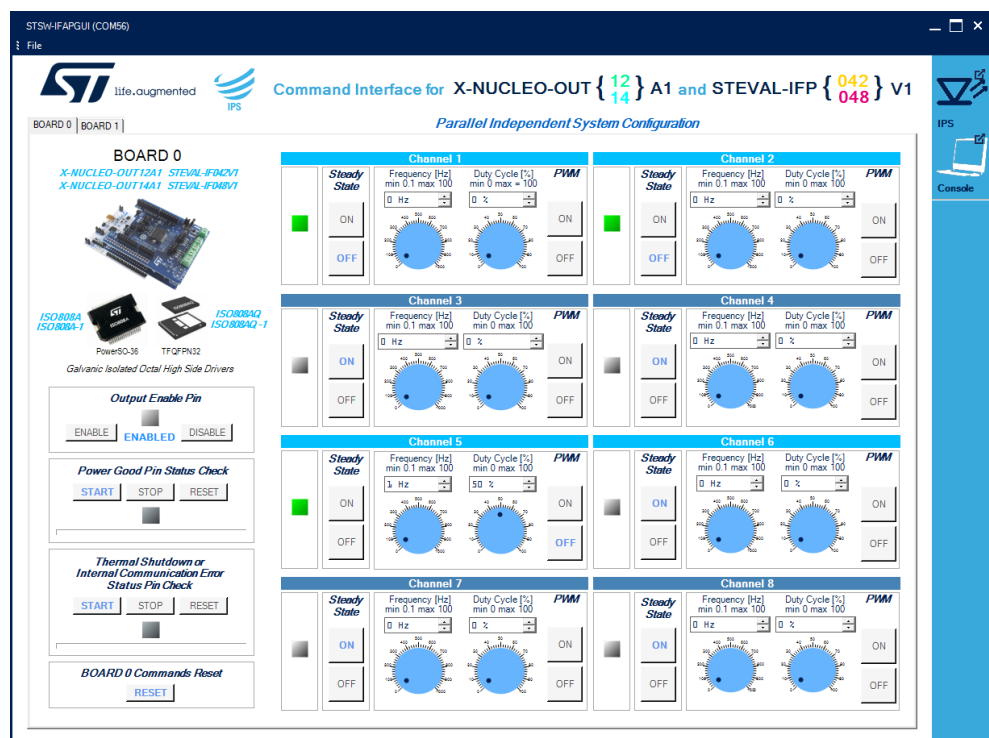 STSW-IFAPGUI (COM56)
File
ST life.augmented
IPS
Command Interface for X-NUCLEO-OUT { 12 14 } A1 and STEVAL-IFP { 042 048 } V1
IPS
Console
BOARD 0 BOARD 1
Parallel Independent System Configuration
BOARD 0
X-NUCLEO-OUT12A1 STEVAL-IF042V1
X-NUCLEO-OUT14A1 STEVAL-IF048V1
ISO808A
ISO808A-1
ISO808AQ
ISO808AQ-1
PowerSO-36 TFQFPN32
Galvanic Isolated Octal High Side Drivers
Output Enable Pin
ENABLE ENABLED DISABLE
Power Good Pin Status Check
START STOP RESET
Thermal Shutdown or
Internal Communication Error
Status Pin Check
START STOP RESET
BOARD 0 Commands Reset
RESET
Channel 1
Steady State
Frequency [Hz]
min 0.1 max 100
Duty Cycle [%]
min 0 max = 100
PWM
0 Hz
0 %
ON
OFF
ON
OFF
Channel 2
Steady State
Frequency [Hz]
min 0.1 max 100
Duty Cycle [%]
min 0 max 100
PWM
0 Hz
0 %
ON
OFF
ON
OFF
Channel 3
Steady State
Frequency [Hz]
min 0.1 max 100
Duty Cycle [%]
min 0 max 100
PWM
0 Hz
0 %
ON
OFF
ON
OFF
Channel 4
Steady State
Frequency [Hz]
min 0.1 max 100
Duty Cycle [%]
min 0 max 100
PWM
0 Hz
0 %
ON
OFF
ON
OFF
Channel 5
Steady State
Frequency [Hz]
min 0.1 max 100
Duty Cycle [%]
min 0 max 100
PWM
1 Hz
50 %
ON
OFF
ON
OFF
Channel 6
Steady State
Frequency [Hz]
min 0.1 max 100
Duty Cycle [%]
min 0 max 100
PWM
0 Hz
0 %
ON
OFF
ON
OFF
Channel 7
Steady State
Frequency [Hz]
min 0.1 max 100
Duty Cycle [%]
min 0 max 100
PWM
0 Hz
0 %
ON
OFF
ON
OFF
Channel 8
Steady State
Frequency [Hz]
min 0.1 max 100
Duty Cycle [%]
min 0 max 100
PWM
0 Hz
0 %
ON
OFF
ON
OFF